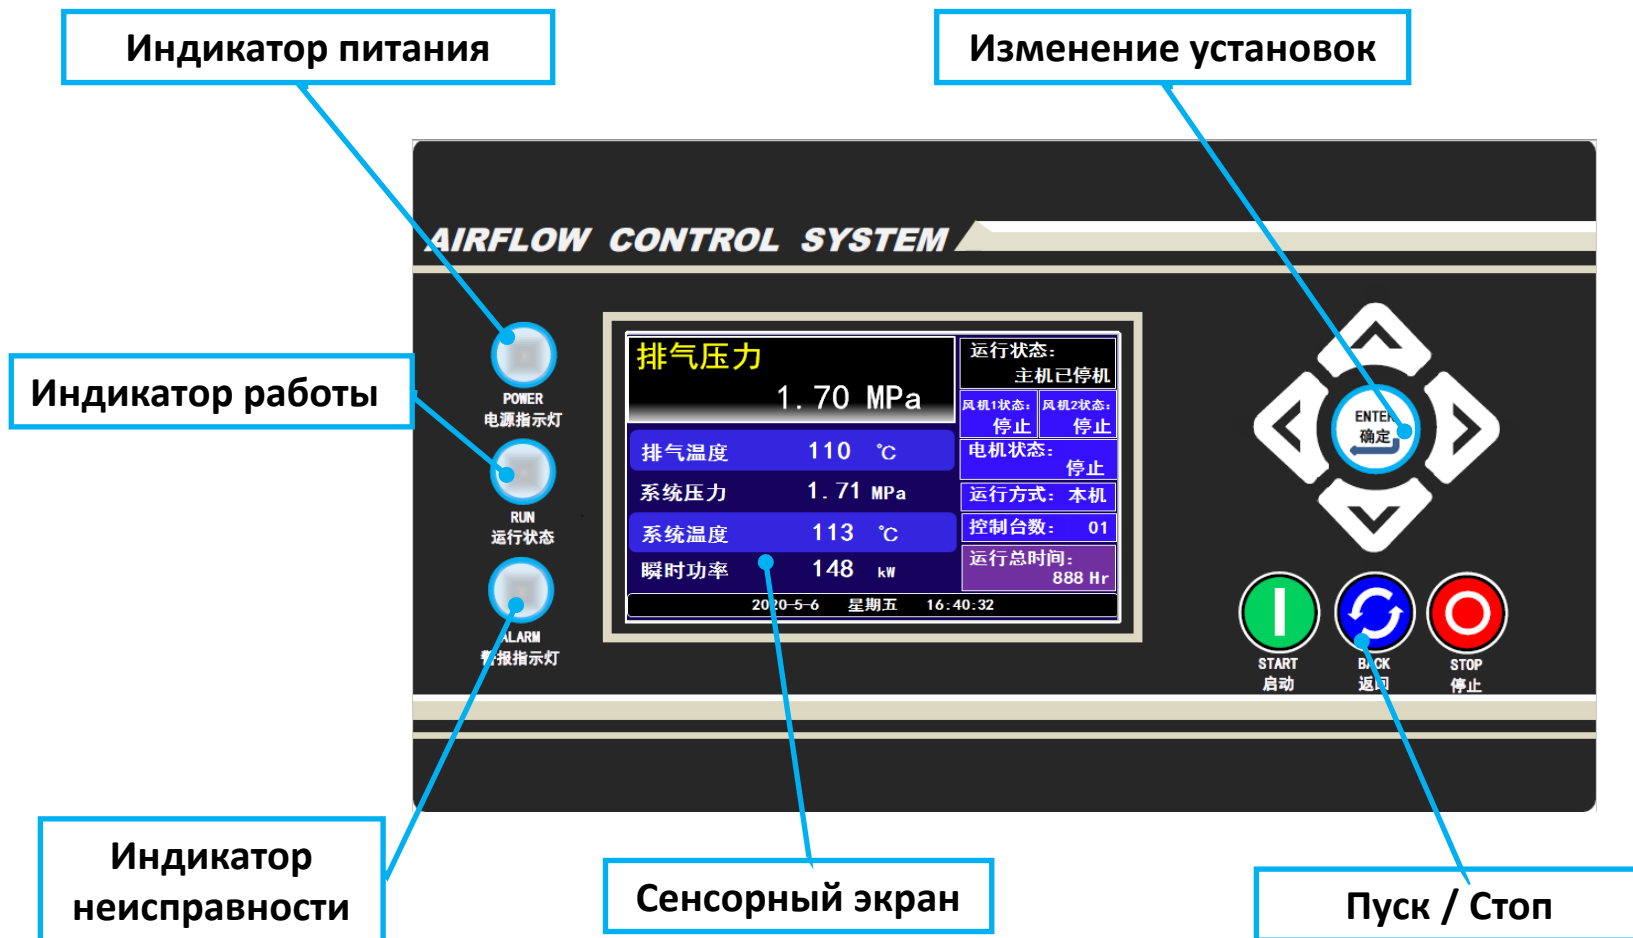 Индикатор питания
Изменение установок
AIRFLOW CONTROL SYSTEM
Индикатор работы
POWER
电源指示灯
RUN
运行状态
ALARM
警报指示灯
排气压力
1.70 MPa
排气温度 110 ℃
系统压力 1.71 MPa
系统温度 113 ℃
瞬时功率 148 kW
运行状态:
主机已停机
风机1状态: 风机2状态:
停止 停止
电机状态:
停止
运行方式: 本机
控制台数: 01
运行总时间:
888 Hr
2020-5-6 星期五 16:40:32
ENTER
确定
START
启动
BACK
返回
STOP
停止
Индикатор
неисправности
Сенсорный экран
Пуск / Стоп